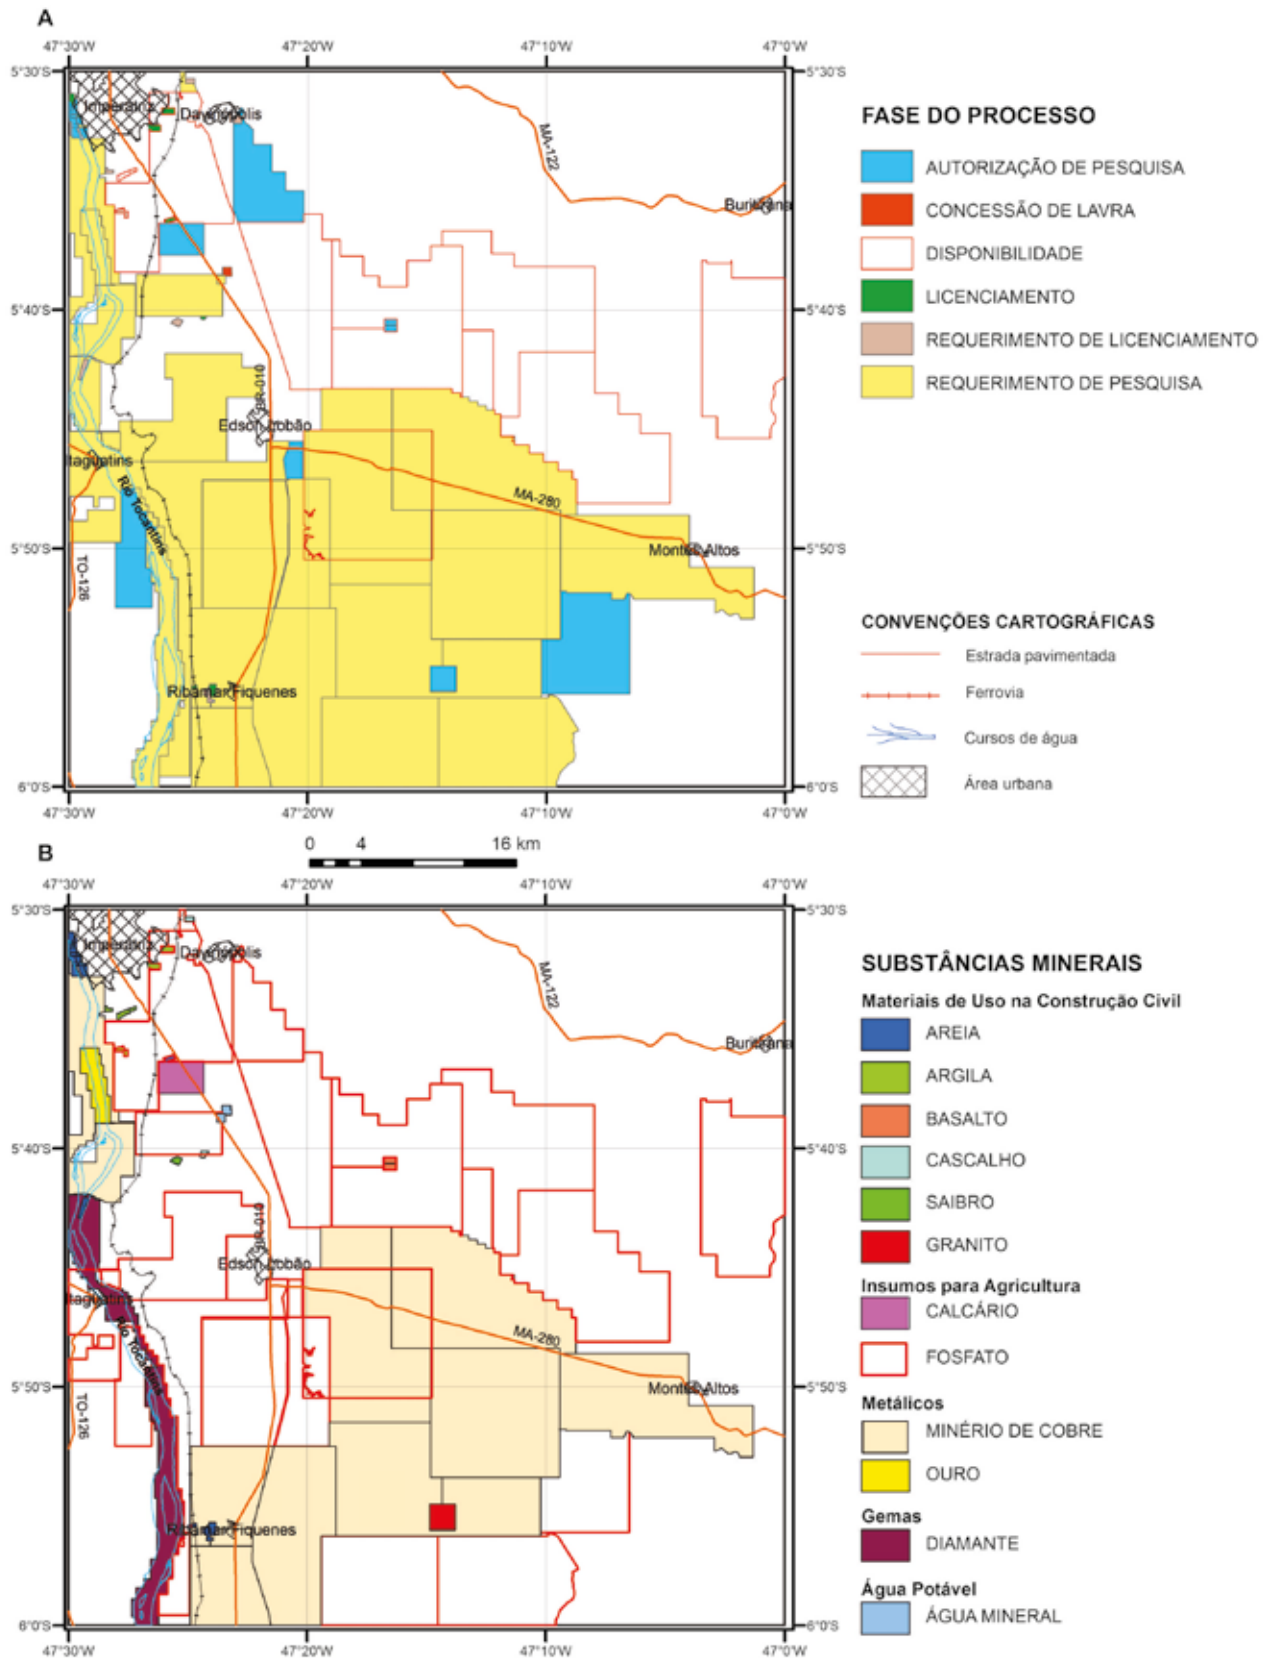 A
47°30'W 47°20'W 47°10'W 47°0'W
5°30'S 5°30'S
Imperatriz
Davinópolis
MA-122
Buritirana
5°40'S 5°40'S
BR-010
Edson Lobão
Itaguatins
Rio Tocantins
MA-280
5°50'S 5°50'S
Montes Altos
TO-126
Ribamar Fiquenes
6°0'S 6°0'S
47°30'W 47°20'W 47°10'W 47°0'W
FASE DO PROCESSO
AUTORIZAÇÃO DE PESQUISA
CONCESSÃO DE LAVRA
DISPONIBILIDADE
LICENCIAMENTO
REQUERIMENTO DE LICENCIAMENTO
REQUERIMENTO DE PESQUISA
CONVENÇÕES CARTOGRÁFICAS
Estrada pavimentada
Ferrovia
Cursos de água
Área urbana
0 4 16 km
B
47°30'W 47°20'W 47°10'W 47°0'W
5°30'S 5°30'S
Imperatriz
Davinópolis
MA-122
Buritirana
5°40'S 5°40'S
BR-010
Edson Lobão
Itaguatins
Rio Tocantins
MA-280
5°50'S 5°50'S
Montes Altos
TO-126
Ribamar Fiquenes
6°0'S 6°0'S
47°30'W 47°20'W 47°10'W 47°0'W
SUBSTÂNCIAS MINERAIS
Materiais de Uso na Construção Civil
AREIA
ARGILA
BASALTO
CASCALHO
SAIBRO
GRANITO
Insumos para Agricultura
CALCÁRIO
FOSFATO
Metálicos
MINÉRIO DE COBRE
OURO
Gemas
DIAMANTE
Água Potável
ÁGUA MINERAL